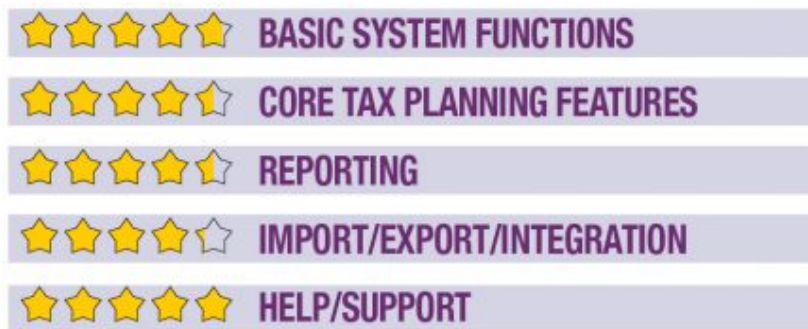 BASIC SYSTEM FUNCTIONS
CORE TAX PLANNING FEATURES
REPORTING
IMPORT/EXPORT/INTEGRATION
HELP/SUPPORT